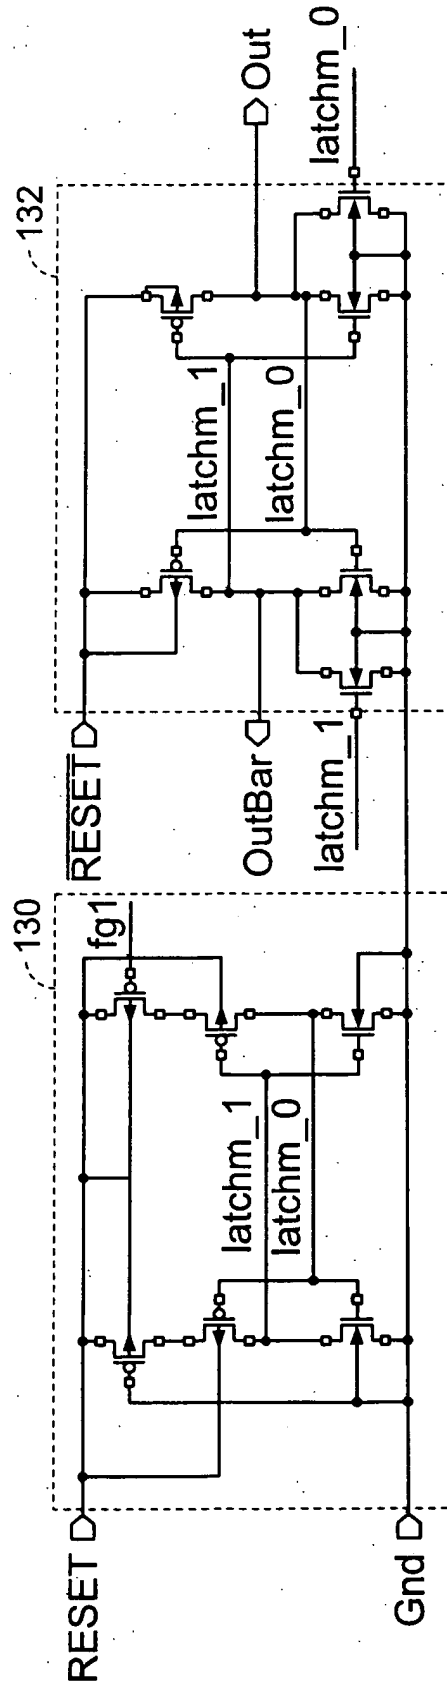 130
132
RESET
RESET
fg1
latchm_1
latchm_0
Gnd
OutBar
latchm_1
latchm_1
latchm_0
Out
latchm_0